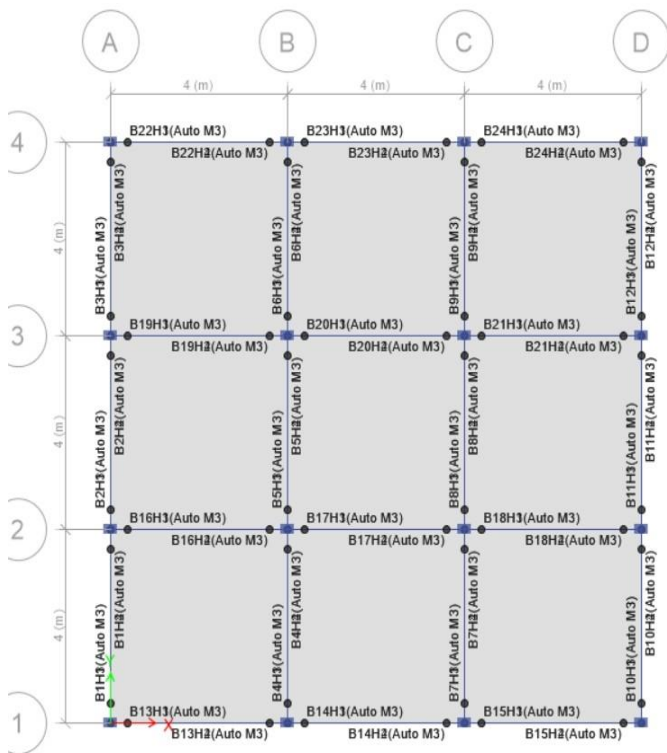 A B C D
4 (m) 4 (m) 4 (m)
B22H1(Auto M3) B23H1(Auto M3) B24H1(Auto M3)
4
B22H2(Auto M3) B23H2(Auto M3) B24H2(Auto M3)
4 (m)
B3H1(Auto M3)
B3H2(Auto M3)
B6H1(Auto M3)
B6H2(Auto M3)
B9H1(Auto M3)
B9H2(Auto M3)
B12H1(Auto M3)
B12H2(Auto M3)
B19H1(Auto M3) B20H1(Auto M3) B21H1(Auto M3)
3
B19H2(Auto M3) B20H2(Auto M3) B21H2(Auto M3)
4 (m)
B2H1(Auto M3)
B2H2(Auto M3)
B5H1(Auto M3)
B5H2(Auto M3)
B8H1(Auto M3)
B8H2(Auto M3)
B11H1(Auto M3)
B11H2(Auto M3)
B16H1(Auto M3) B17H1(Auto M3) B18H1(Auto M3)
2
B16H2(Auto M3) B17H2(Auto M3) B18H2(Auto M3)
4 (m)
B1H1(Auto M3)
B1H2(Auto M3)
B4H1(Auto M3)
B4H2(Auto M3)
B7H1(Auto M3)
B7H2(Auto M3)
B10H1(Auto M3)
B10H2(Auto M3)
Y
B13H1(Auto M3) B14H1(Auto M3) B15H1(Auto M3)
1
X
B13H2(Auto M3) B14H2(Auto M3) B15H2(Auto M3)